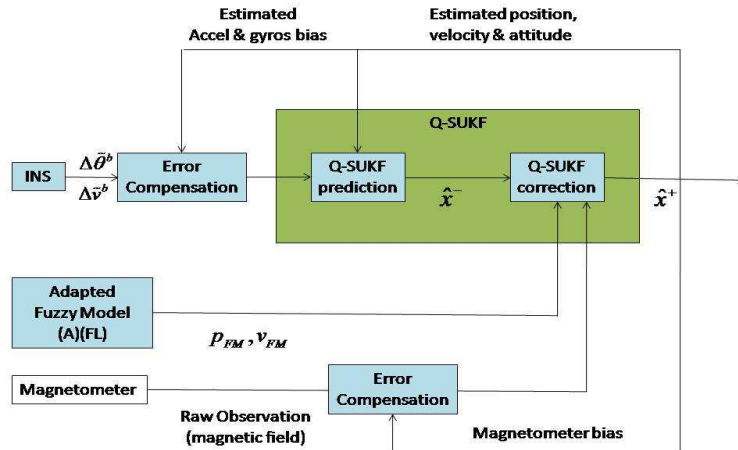 Estimated
Accel & gyros bias
Estimated position,
velocity & attitude
Q-SUKF
INS
Δθ̃ᵇ
Δṽᵇ
Error
Compensation
Q-SUKF
prediction
x̂⁻
Q-SUKF
correction
x̂⁺
Adapted
Fuzzy Model
(A)(FL)
p_FM , v_FM
Magnetometer
Error
Compensation
Raw Observation
(magnetic field)
Magnetometer bias